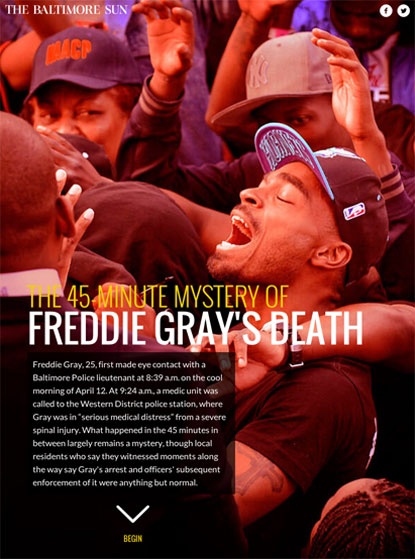 THE BALTIMORE SUN
NAACP
NY
HORNETS
NBA
THE 45-MINUTE MYSTERY OF
FREDDIE GRAY'S DEATH
Freddie Gray, 25, first made eye contact with a
Baltimore Police lieutenant at 8:39 a.m. on the cool
morning of April 12. At 9:24 a.m., a medic unit was
called to the Western District police station, where
Gray was in “serious medical distress” from a severe
spinal injury. What happened in the 45 minutes in
between largely remains a mystery, though local
residents who say they witnessed moments along
the way say Gray's arrest and officers' subsequent
enforcement of it were anything but normal.
BEGIN